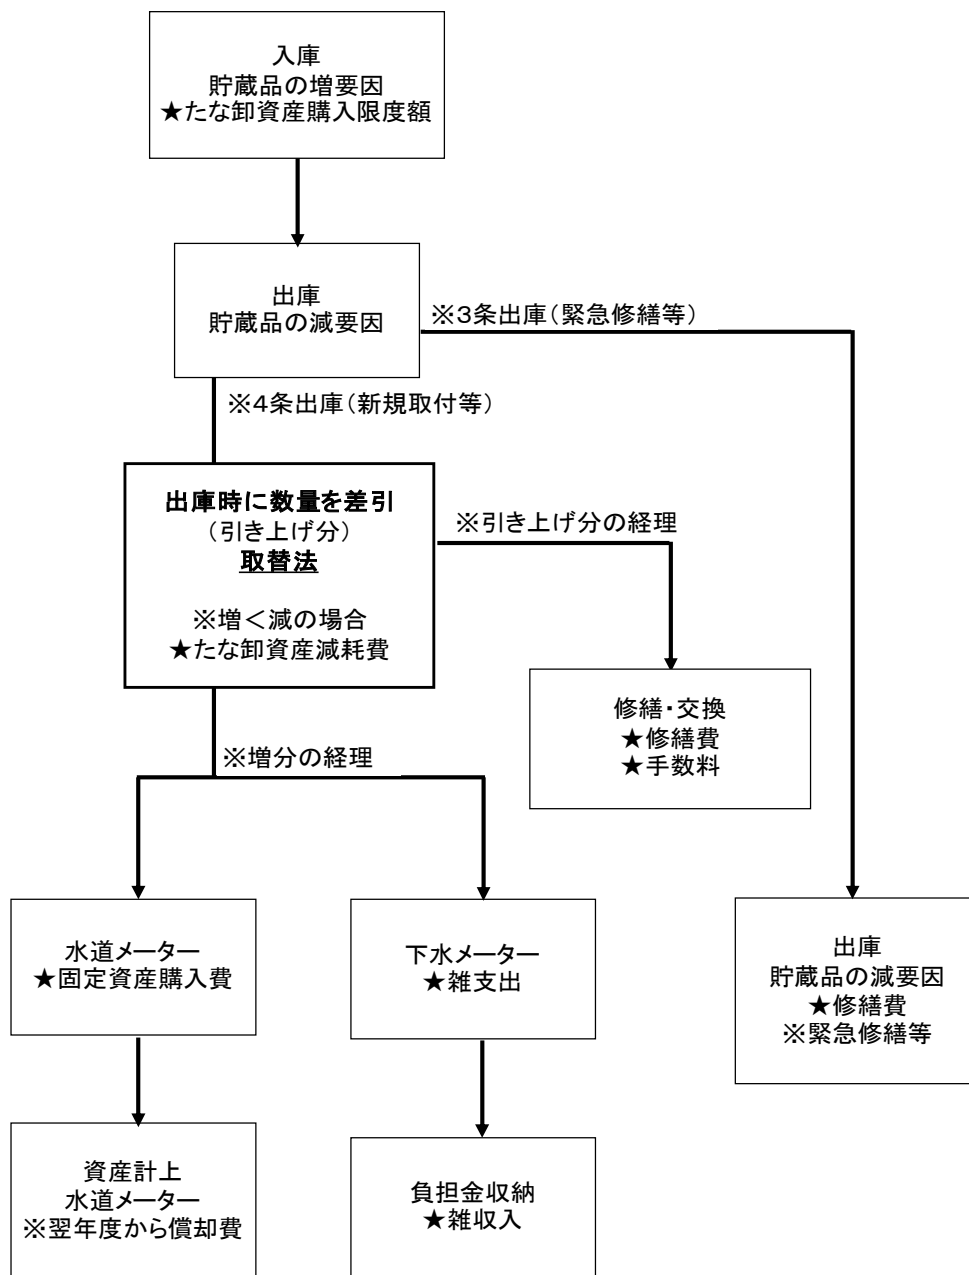 入庫
貯蔵品の増要因
★たな卸資産購入限度額
出庫
貯蔵品の減要因
※3条出庫(緊急修繕等)
※4条出庫(新規取付等)
出庫時に数量を差引
(引き上げ分)
取替法
※増<減の場合
★たな卸資産減耗費
※引き上げ分の経理
修繕・交換
★修繕費
★手数料
※増分の経理
水道メーター
★固定資産購入費
下水メーター
★雑支出
出庫
貯蔵品の減要因
★修繕費
※緊急修繕等
資産計上
水道メーター
※翌年度から償却費
負担金収納
★雑収入